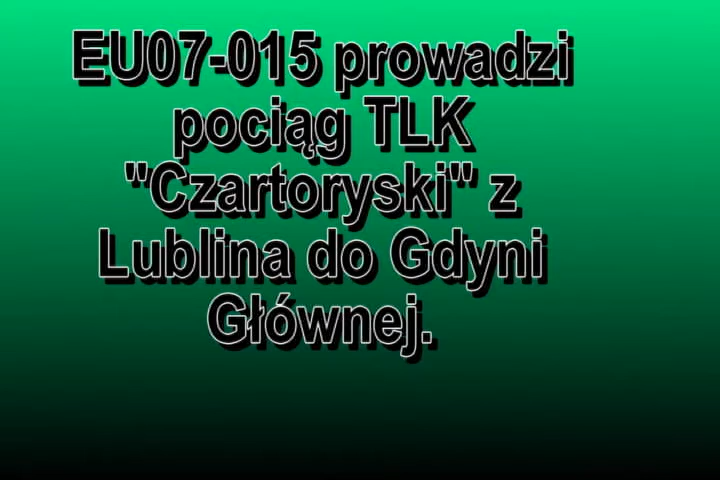 EU07-015 prowadzi
pociąg TLK
"Czartoryski" z
Lublina do Gdyni
Głównej.